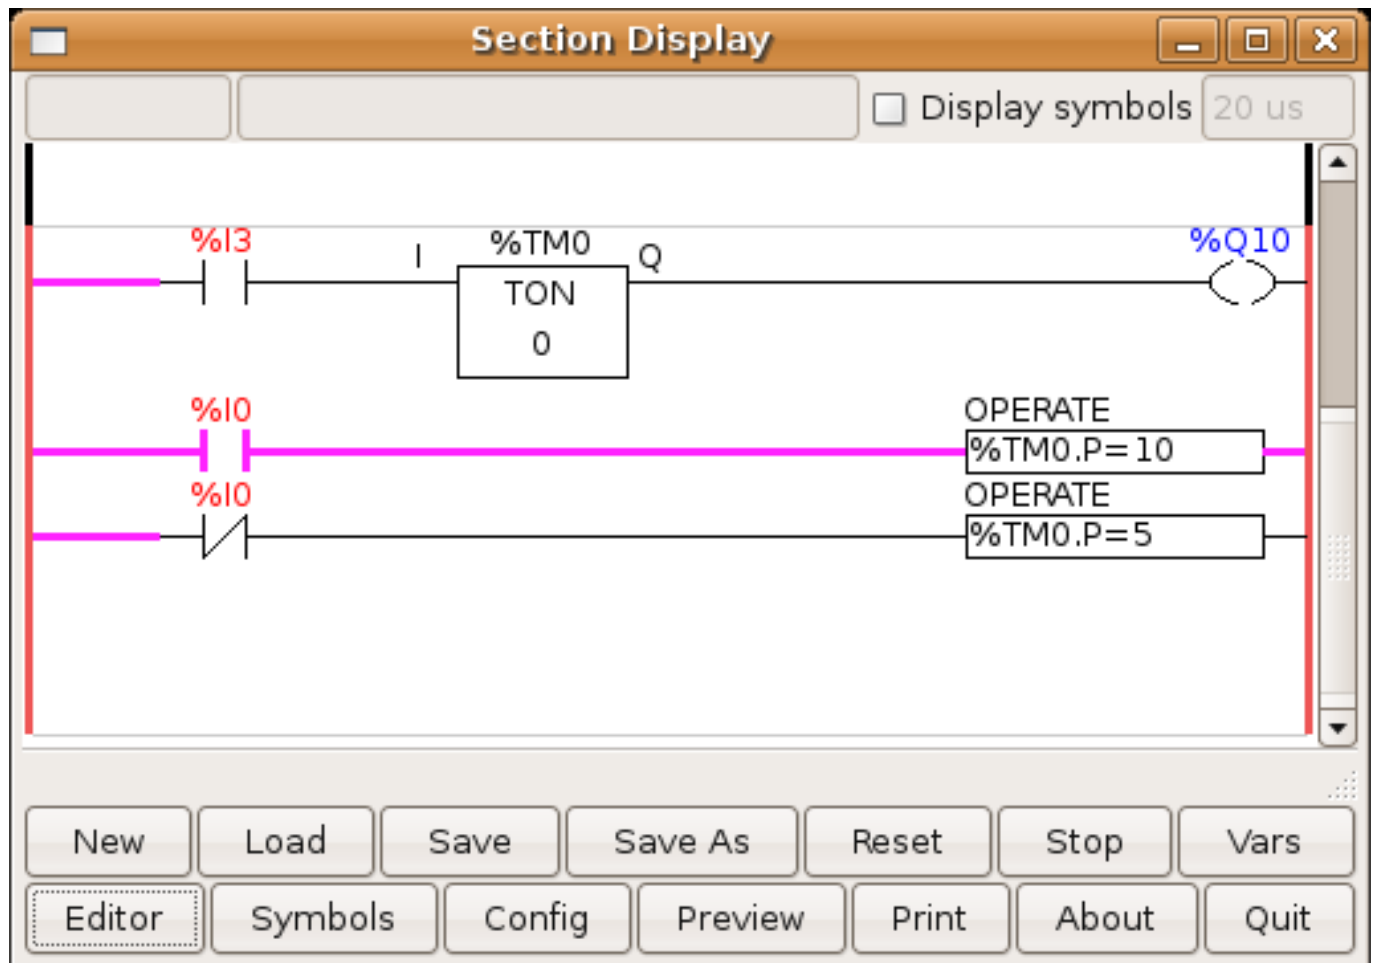 Section Display
Display symbols 20 us
%I3 I %TM0 Q %Q10
TON
0
%I0 OPERATE
%TM0.P=10
%I0 OPERATE
%TM0.P=5
New Load Save Save As Reset Stop Vars
Editor Symbols Config Preview Print About Quit